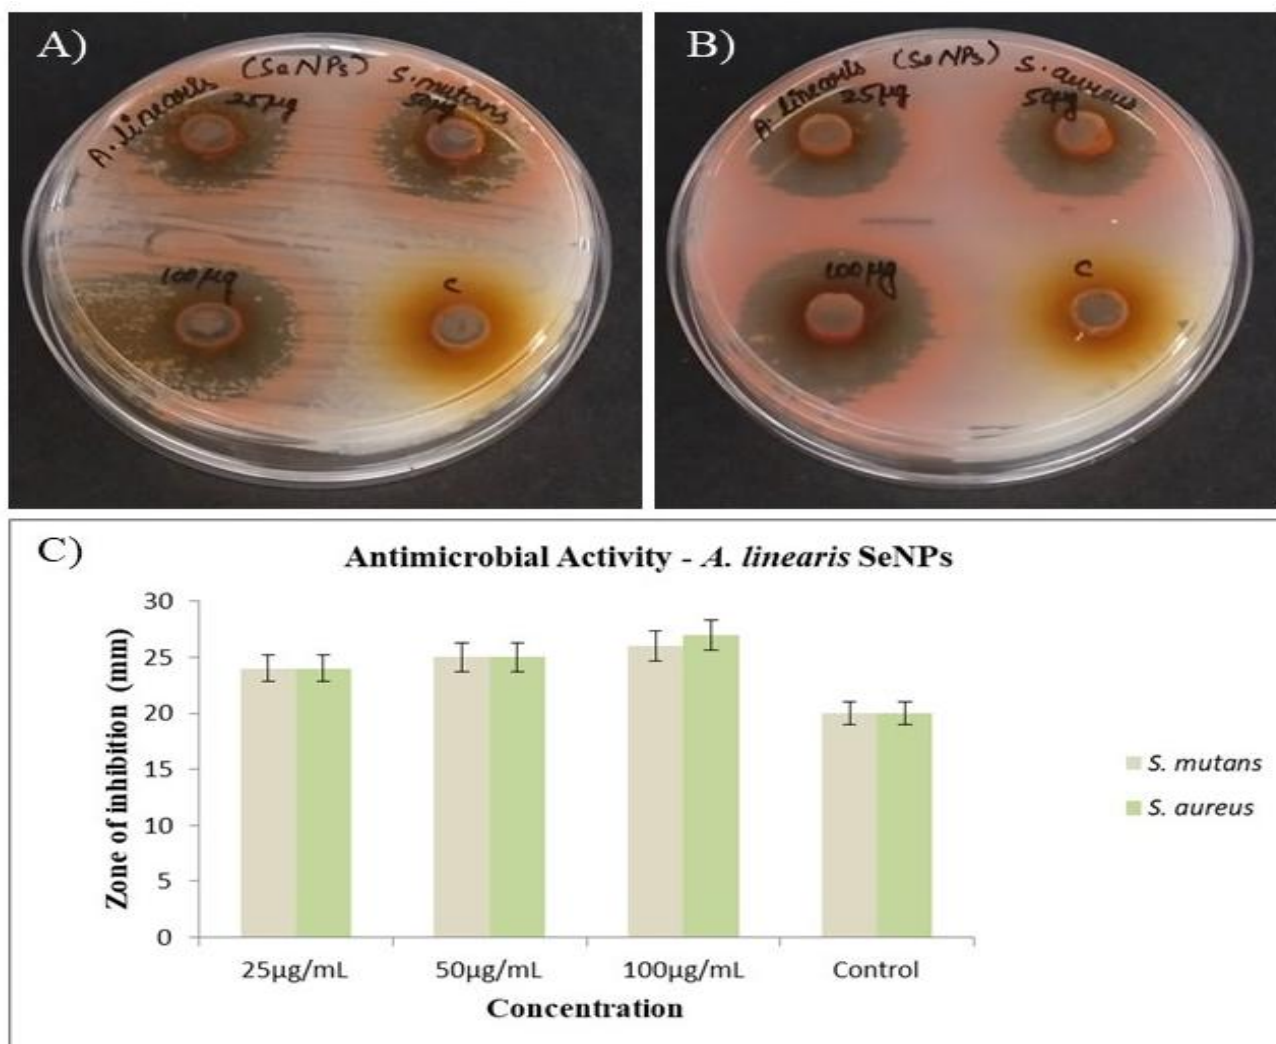 A)
(SeNPs)
A. linearis
25µg
S. mutans
50µg
100µg
C
B)
(SeNPs)
A. linearis
25µg
S. aureus
50µg
100µg
C
C)
Antimicrobial Activity - A. linearis SeNPs
Zone of inhibition (mm)
30
25
20
15
10
5
0
25µg/mL
50µg/mL
100µg/mL
Control
Concentration
S. mutans
S. aureus